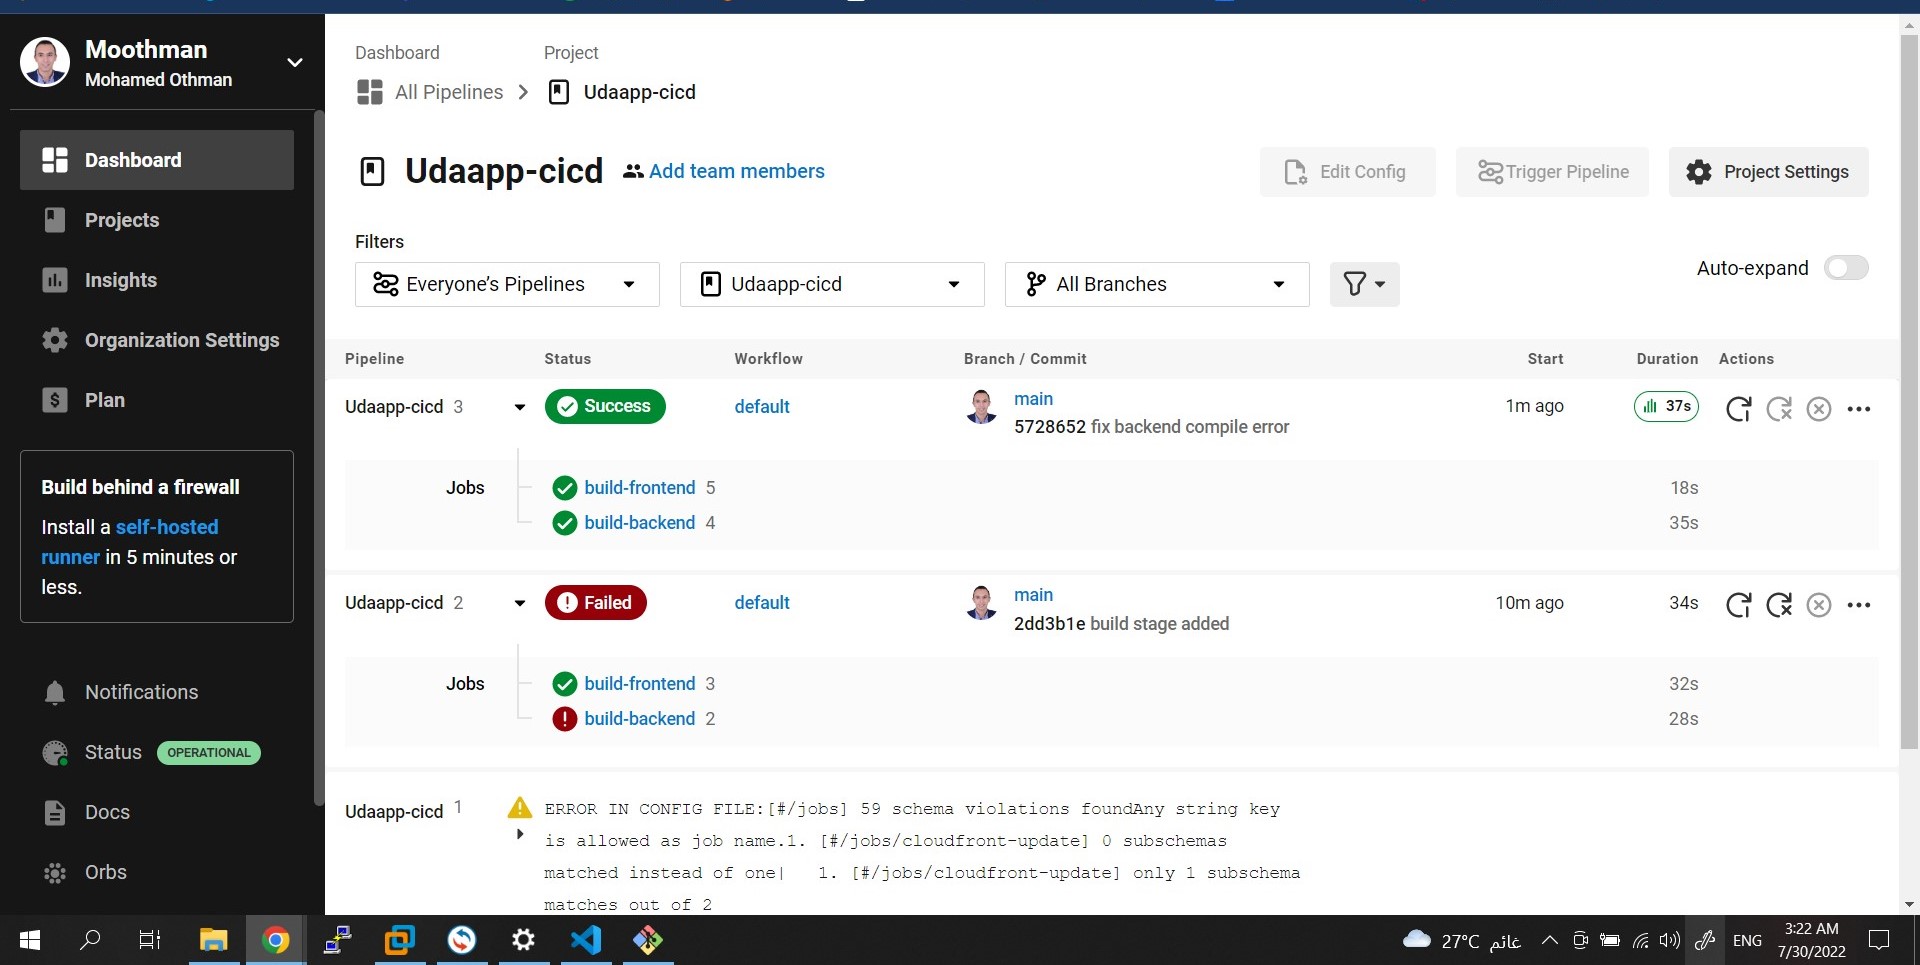 Moothman
Mohamed Othman
Dashboard
Projects
Insights
Organization Settings
Plan
Build behind a firewall
Install a self-hosted
runner in 5 minutes or
less.
Notifications
Status OPERATIONAL
Docs
Orbs
Dashboard Project
All Pipelines Udaapp-cicd
Udaapp-cicd Add team members
Edit Config Trigger Pipeline Project Settings
Filters
Everyone’s Pipelines Udaapp-cicd All Branches
Auto-expand
Pipeline Status Workflow Branch / Commit Start Duration Actions
Udaapp-cicd 3 Success default main 1m ago 37s
5728652 fix backend compile error
Jobs build-frontend 5 18s
build-backend 4 35s
Udaapp-cicd 2 Failed default main 10m ago 34s
2dd3b1e build stage added
Jobs build-frontend 3 32s
build-backend 2 28s
Udaapp-cicd 1 ERROR IN CONFIG FILE:[#/jobs] 59 schema violations foundAny string key
is allowed as job name.1. [#/jobs/cloudfront-update] 0 subschemas
matched instead of one| 1. [#/jobs/cloudfront-update] only 1 subschema
matches out of 2
27°C غائم ENG 3:22 AM
7/30/2022